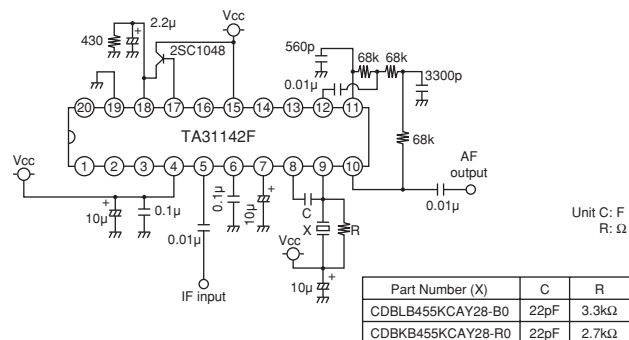 Vcc
2.2µ
430
2SC1048
560p
68k
68k
0.01µ
3300p
20
19
18
17
16
15
14
13
12
11
TA31142F
68k
Vcc
1
2
3
4
5
6
7
8
9
10
AF
output
10µ
0.1µ
0.01µ
0.1µ
10µ
C
X
R
0.01µ
Vcc
10µ
IF input
Unit C: F
R: Ω
Part Number (X) C R
CDBLB455KCAY28-B0 22pF 3.3kΩ
CDBKB455KCAY28-R0 22pF 2.7kΩ